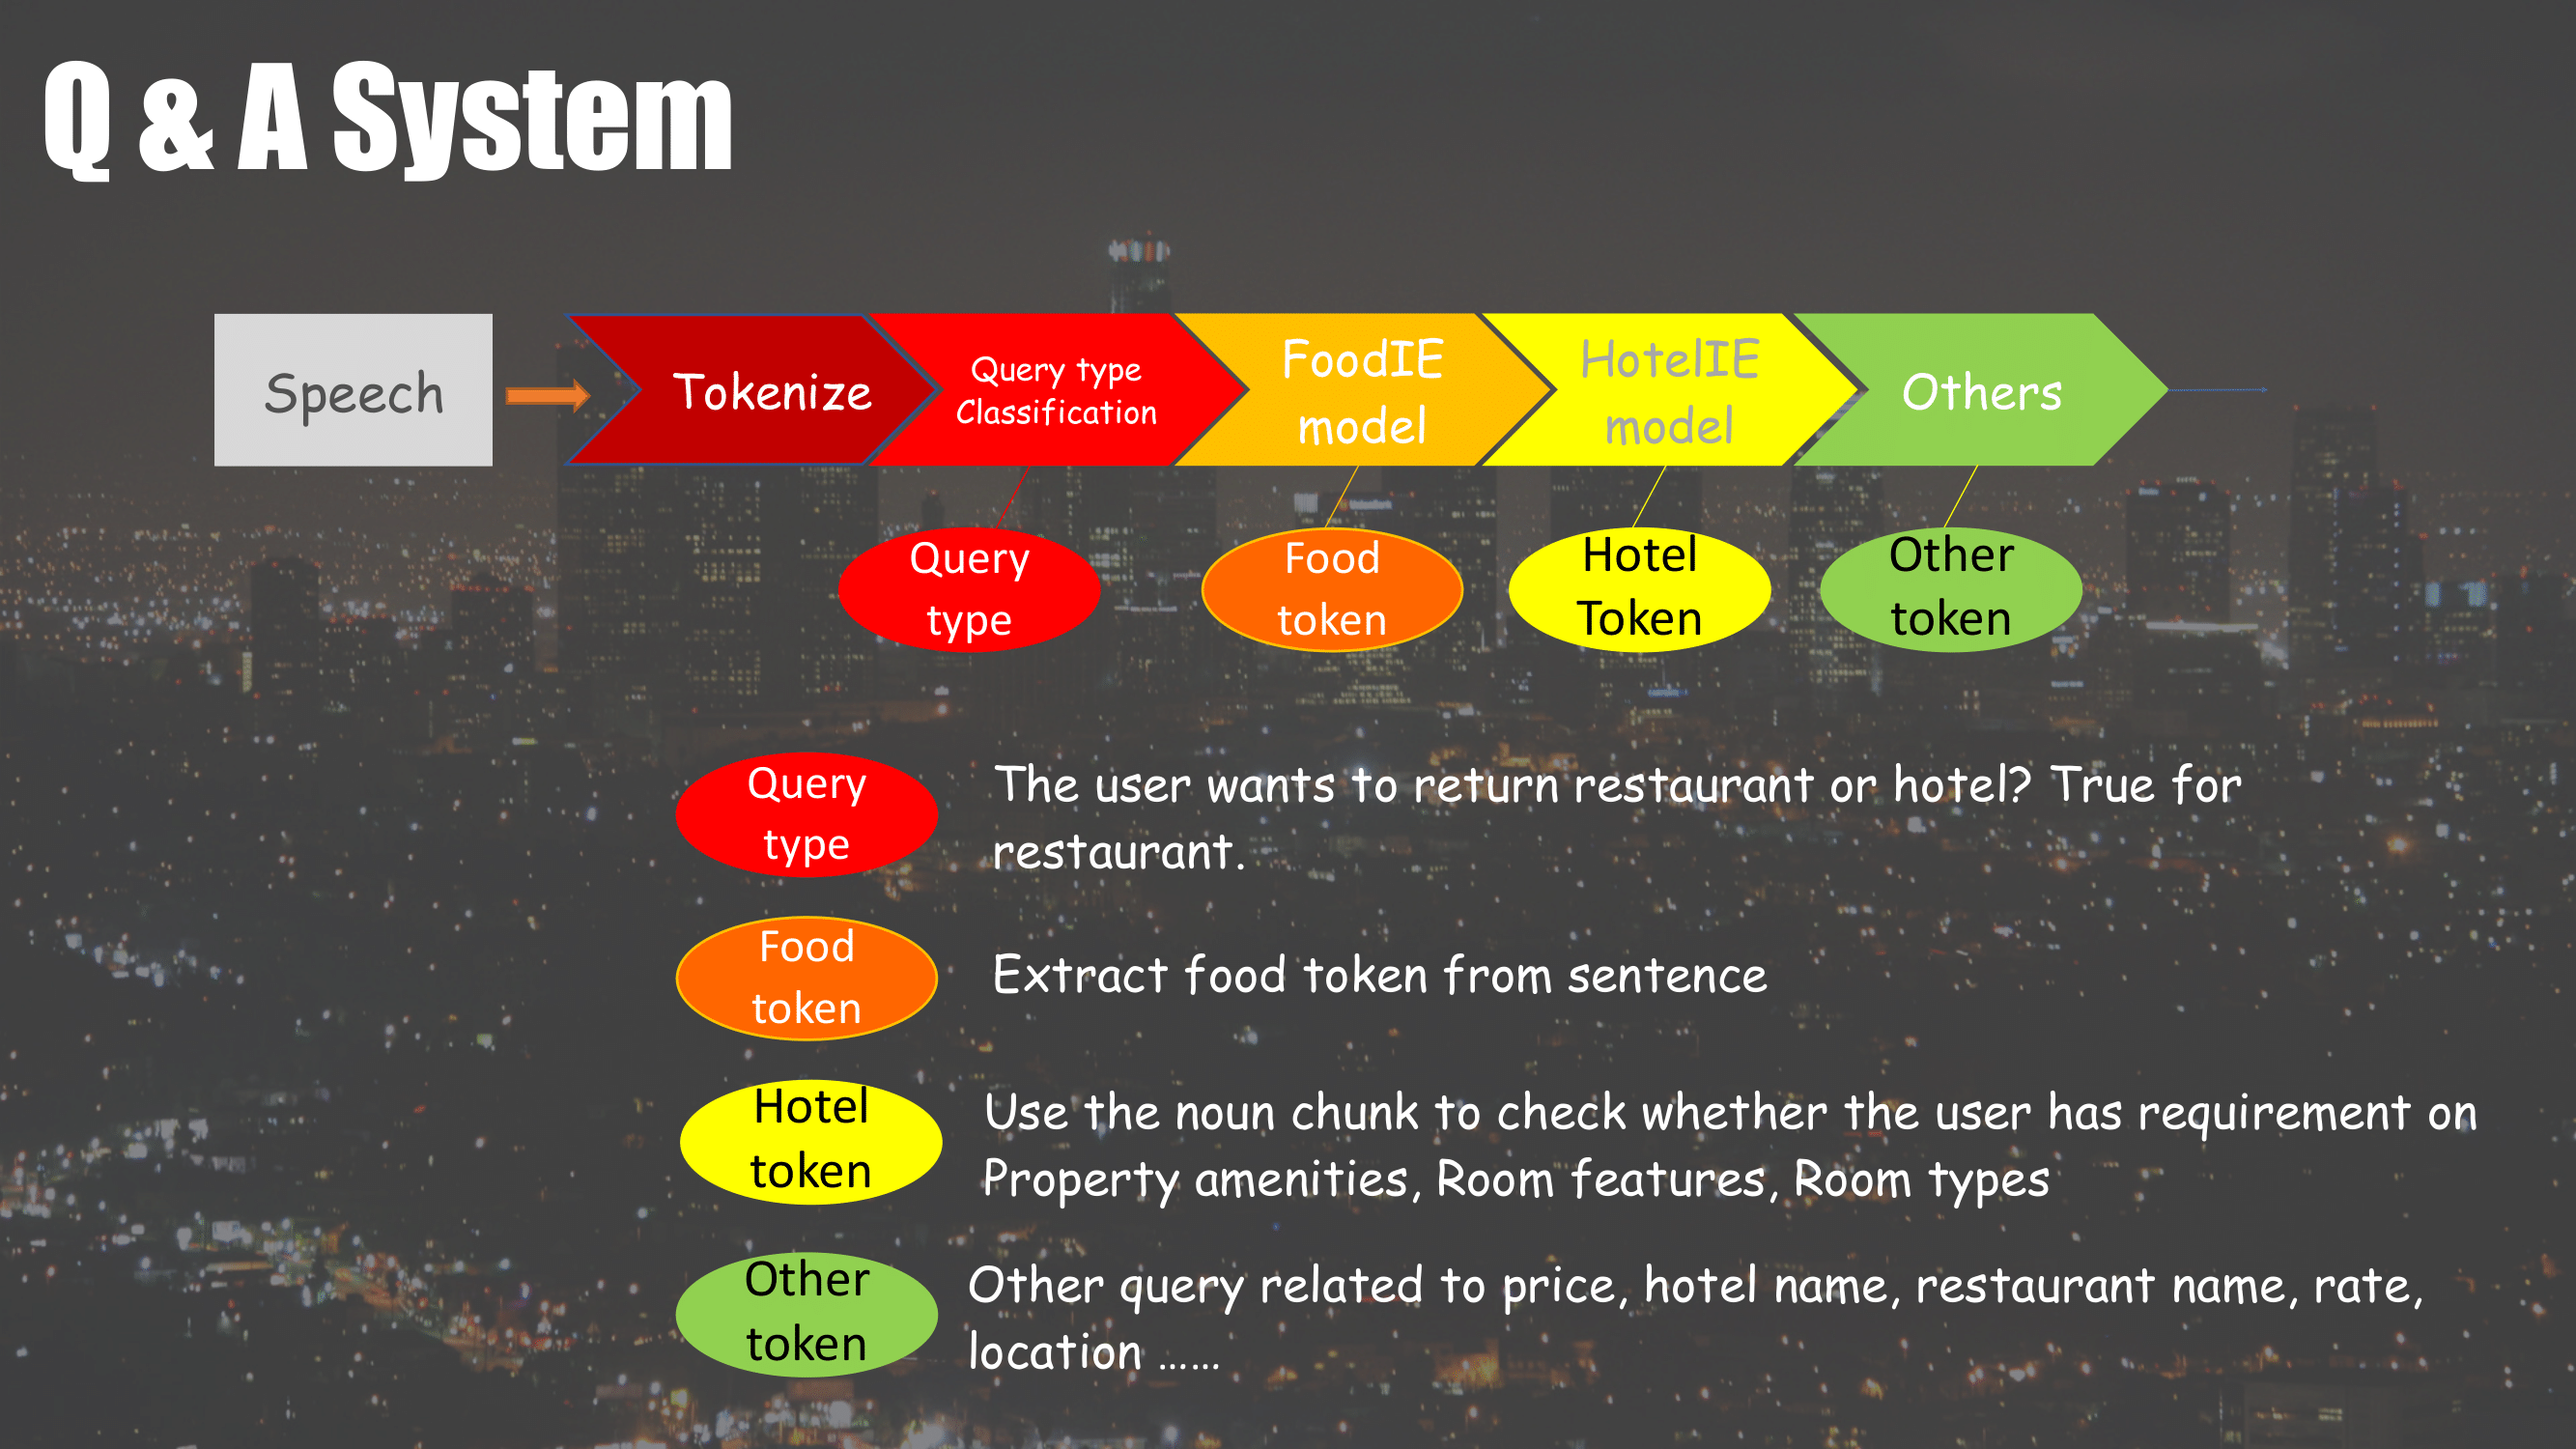 Q & A System
Speech
Tokenize
Query type
Classification
FoodIE
model
HotelIE
model
Others
Query
type
Food
token
Hotel
Token
Other
token
Query
type
The user wants to return restaurant or hotel? True for
restaurant.
Food
token
Extract food token from sentence
Hotel
token
Use the noun chunk to check whether the user has requirement on
Property amenities, Room features, Room types
Other
token
Other query related to price, hotel name, restaurant name, rate,
location ……